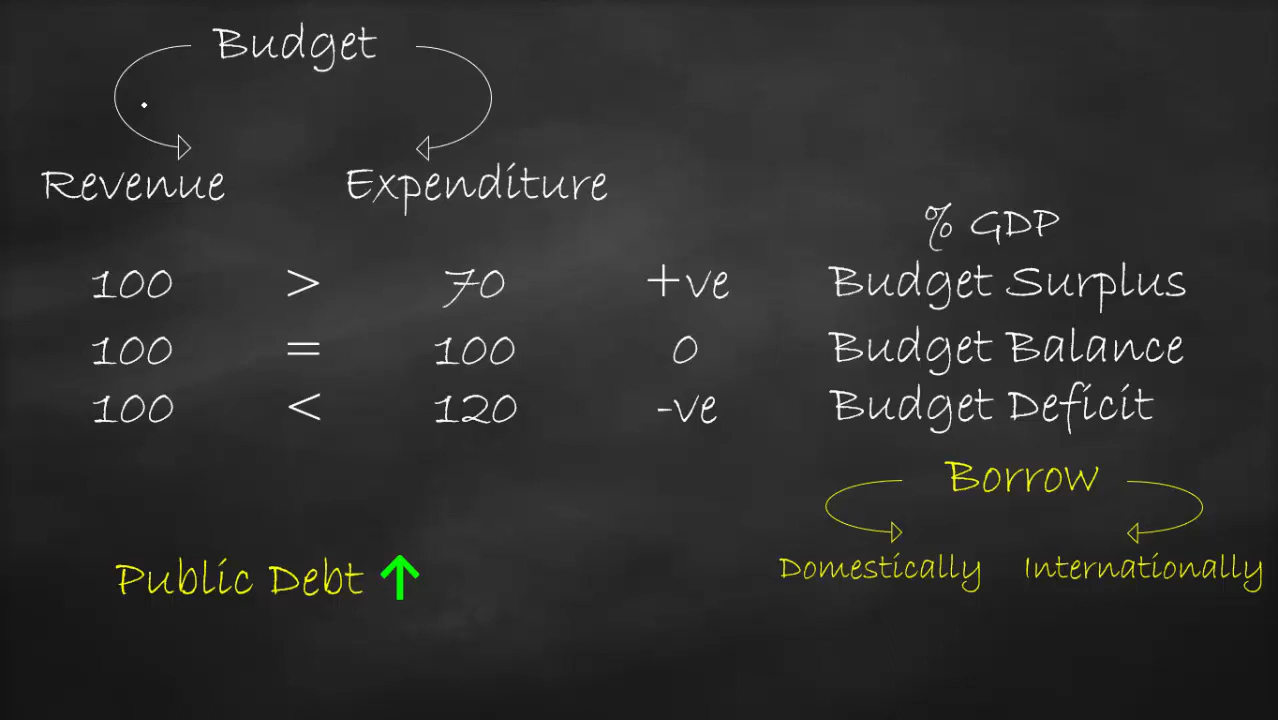 Budget
Revenue Expenditure
% GDP
100 > 70 +ve Budget Surplus
100 = 100 0 Budget Balance
100 < 120 -ve Budget Deficit
Borrow
Domestically Internationally
Public Debt ↑